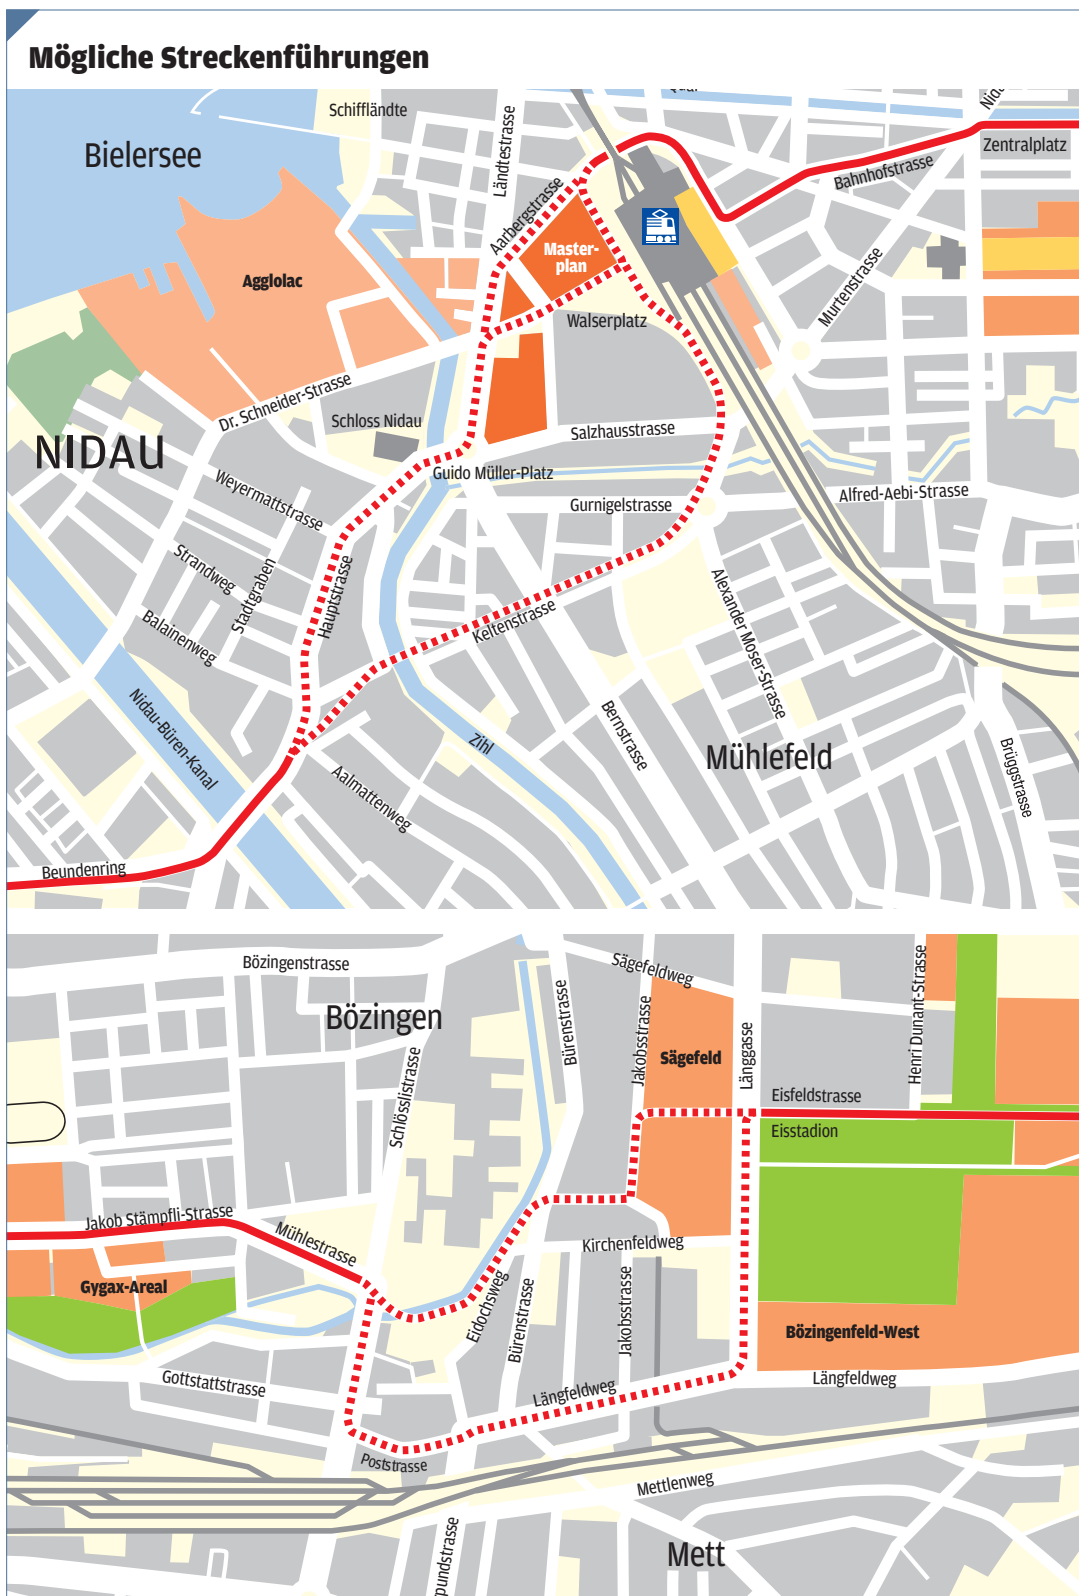 Mögliche Streckenführungen
Schifflände
Bielersee
Ländtestrasse
Zentralplatz
Bahnhofstrasse
Aarbergstrasse
Master-
plan
Agglolac
Murtenstrasse
Walserplatz
Dr. Schneider-Strasse
Schloss Nidau
Salzhausstrasse
NIDAU
Guido Müller-Platz
Weyermattstrasse
Gurnigelstrasse
Alfred-Aebi-Strasse
Strandweg
Stadtgraben
Hauptstrasse
Alexander Moser-Strasse
Balainenweg
Keltenstrasse
Nidau-Büren-Kanal
Zihl
Bernstrasse
Mühlefeld
Brüggstrasse
Aalmattenweg
Beundenring
Bözingenstrasse
Sägefeldweg
Bözingen
Bürenstrasse
Jakobsstrasse
Sägefeld
Länggasse
Henri Dunant-Strasse
Schlösslistrasse
Eisfeldstrasse
Eisstadion
Jakob Stämpfli-Strasse
Mühlestrasse
Kirchenfeldweg
Gygax-Areal
Eidochsweg
Bürenstrasse
Jakobsstrasse
Bözingenfeld-West
Gottstattstrasse
Längfeldweg
Längfeldweg
Poststrasse
Mettlenweg
Mett
pundstrasse